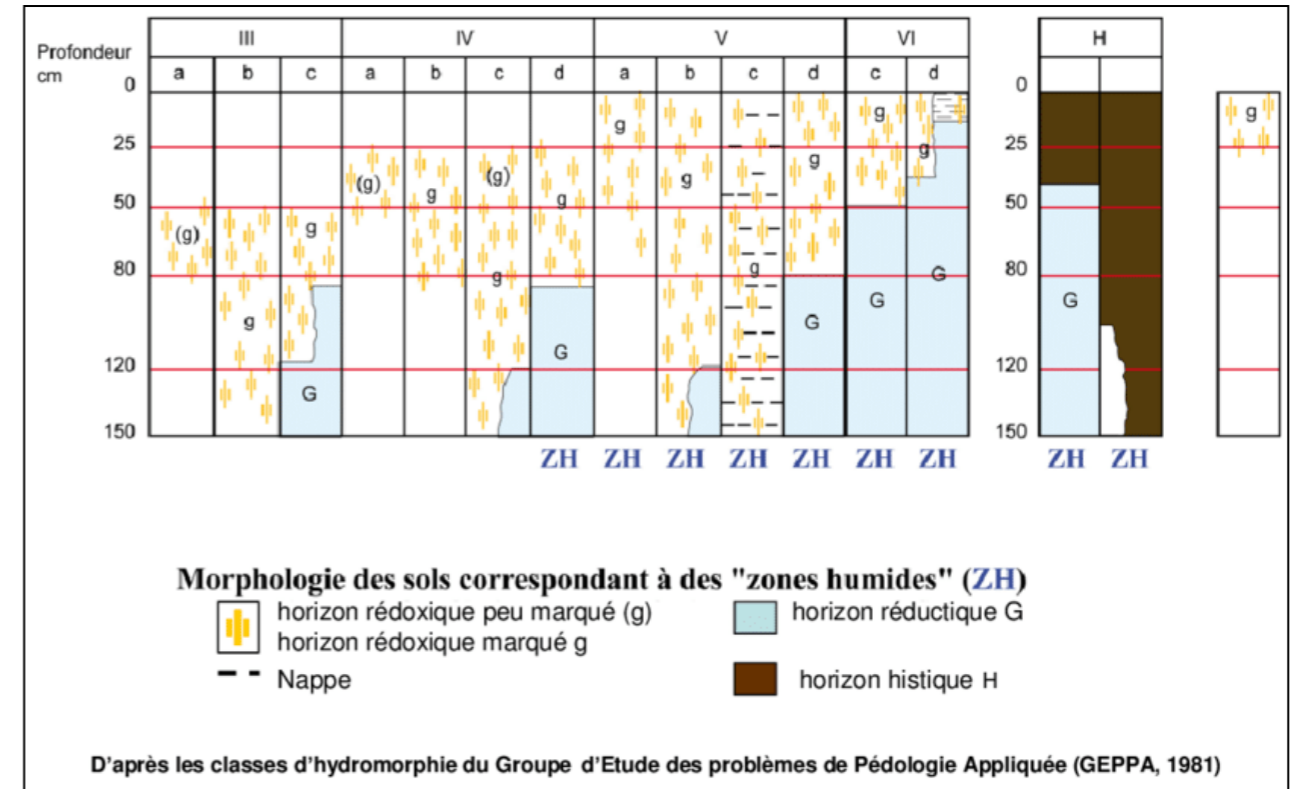 III IV V VI H
Profondeur
cm
a b c a b c d a b c d c d
0 0
25 25
50 50
80 80
120 120
150 150
(g) g g G (g) g (g) g g G g g g g G g G g G G g
ZH ZH ZH ZH ZH ZH ZH ZH ZH
Morphologie des sols correspondant à des "zones humides" (ZH)
horizon rédoxique peu marqué (g) horizon réductique G
horizon rédoxique marqué g
Nappe horizon histique H
D'après les classes d'hydromorphie du Groupe d'Etude des problèmes de Pédologie Appliquée (GEPPA, 1981)